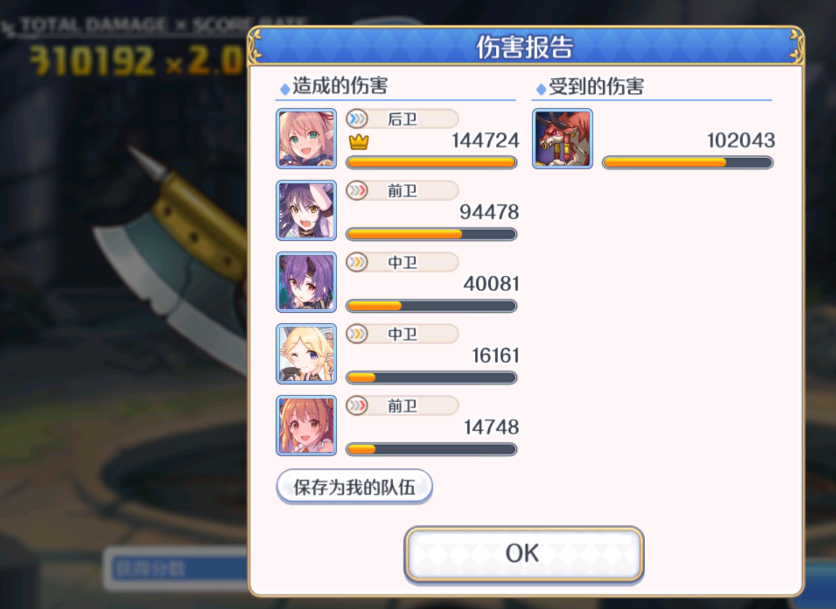 TOTAL DAMAGE × SCORE RATE
310192 ×2.0
伤害报告
造成的伤害
后卫
144724
前卫
94478
中卫
40081
中卫
16161
前卫
14748
保存为我的队伍
受到的伤害
102043
OK
获得分数